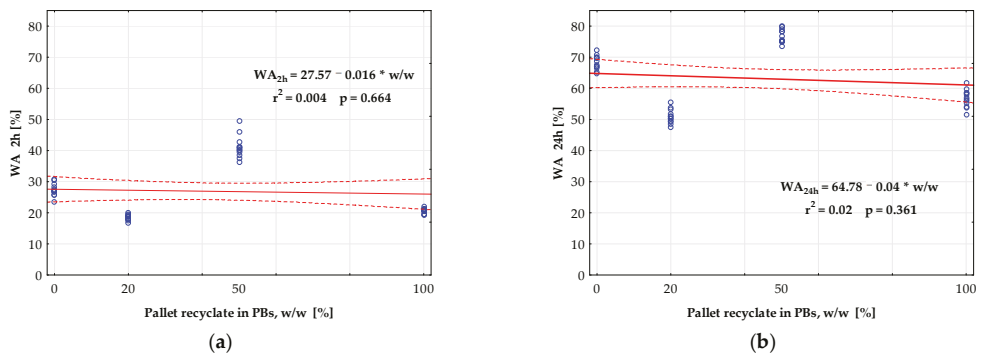 80
70
60
50
40
30
20
10
0
WA 2h [%]
WA₂ₕ = 27.57 − 0.016 * w/w
r² = 0.004 p = 0.664
0 20 50 100
Pallet recyclate in PBs, w/w [%]
(a)
80
70
60
50
40
30
20
10
0
WA 24h [%]
WA₂₄ₕ = 64.78 − 0.04 * w/w
r² = 0.02 p = 0.361
0 20 50 100
Pallet recyclate in PBs, w/w [%]
(b)